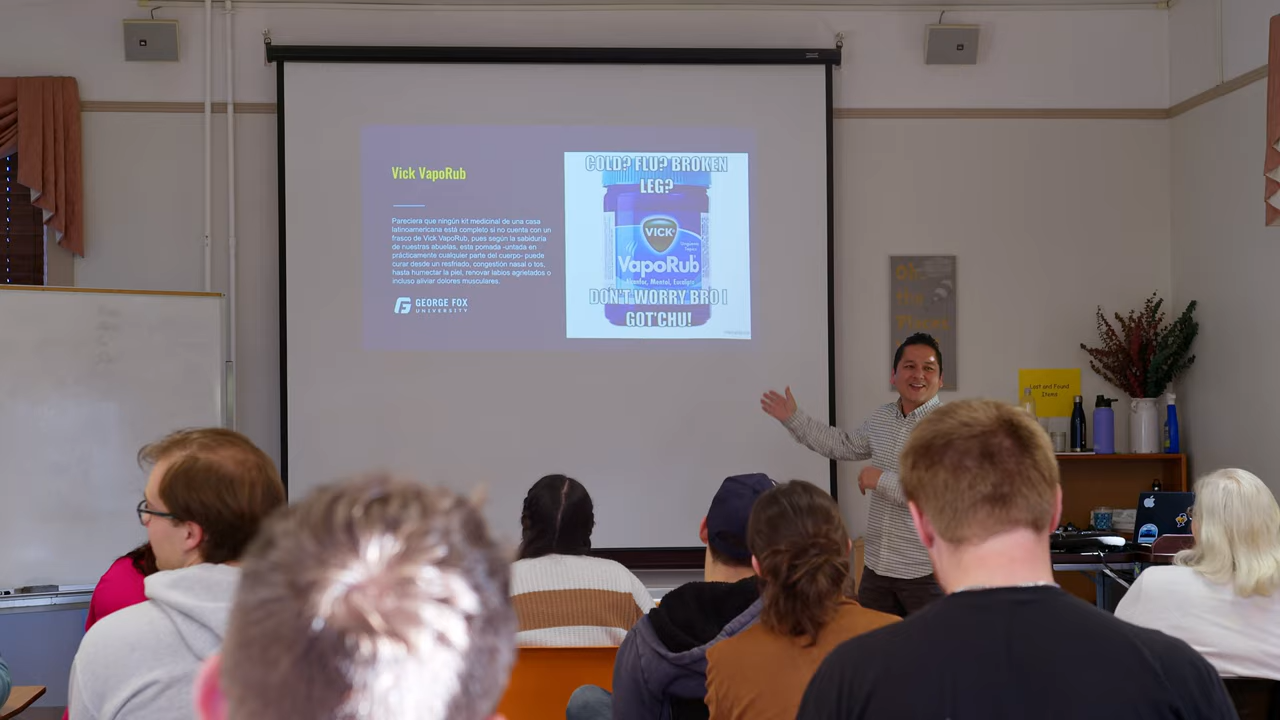 Vick VapoRub
Pareciera que ningún kit medicinal de una casa
latinoamericana está completo si no cuenta con un
frasco de Vick VapoRub, pues según la sabiduría
de nuestras abuelas, esta pomada -untada en
prácticamente cualquier parte del cuerpo- puede
curar desde un resfriado, congestión nasal o tos,
hasta humectar la piel, renovar labios agrietados o
incluso aliviar dolores musculares.
GEORGE FOX
UNIVERSITY
COLD? FLU? BROKEN
LEG?
VICK
VapoRub
DON'T WORRY BRO I
GOT'CHU!
Oh,
the
Places
Lost and Found
Items